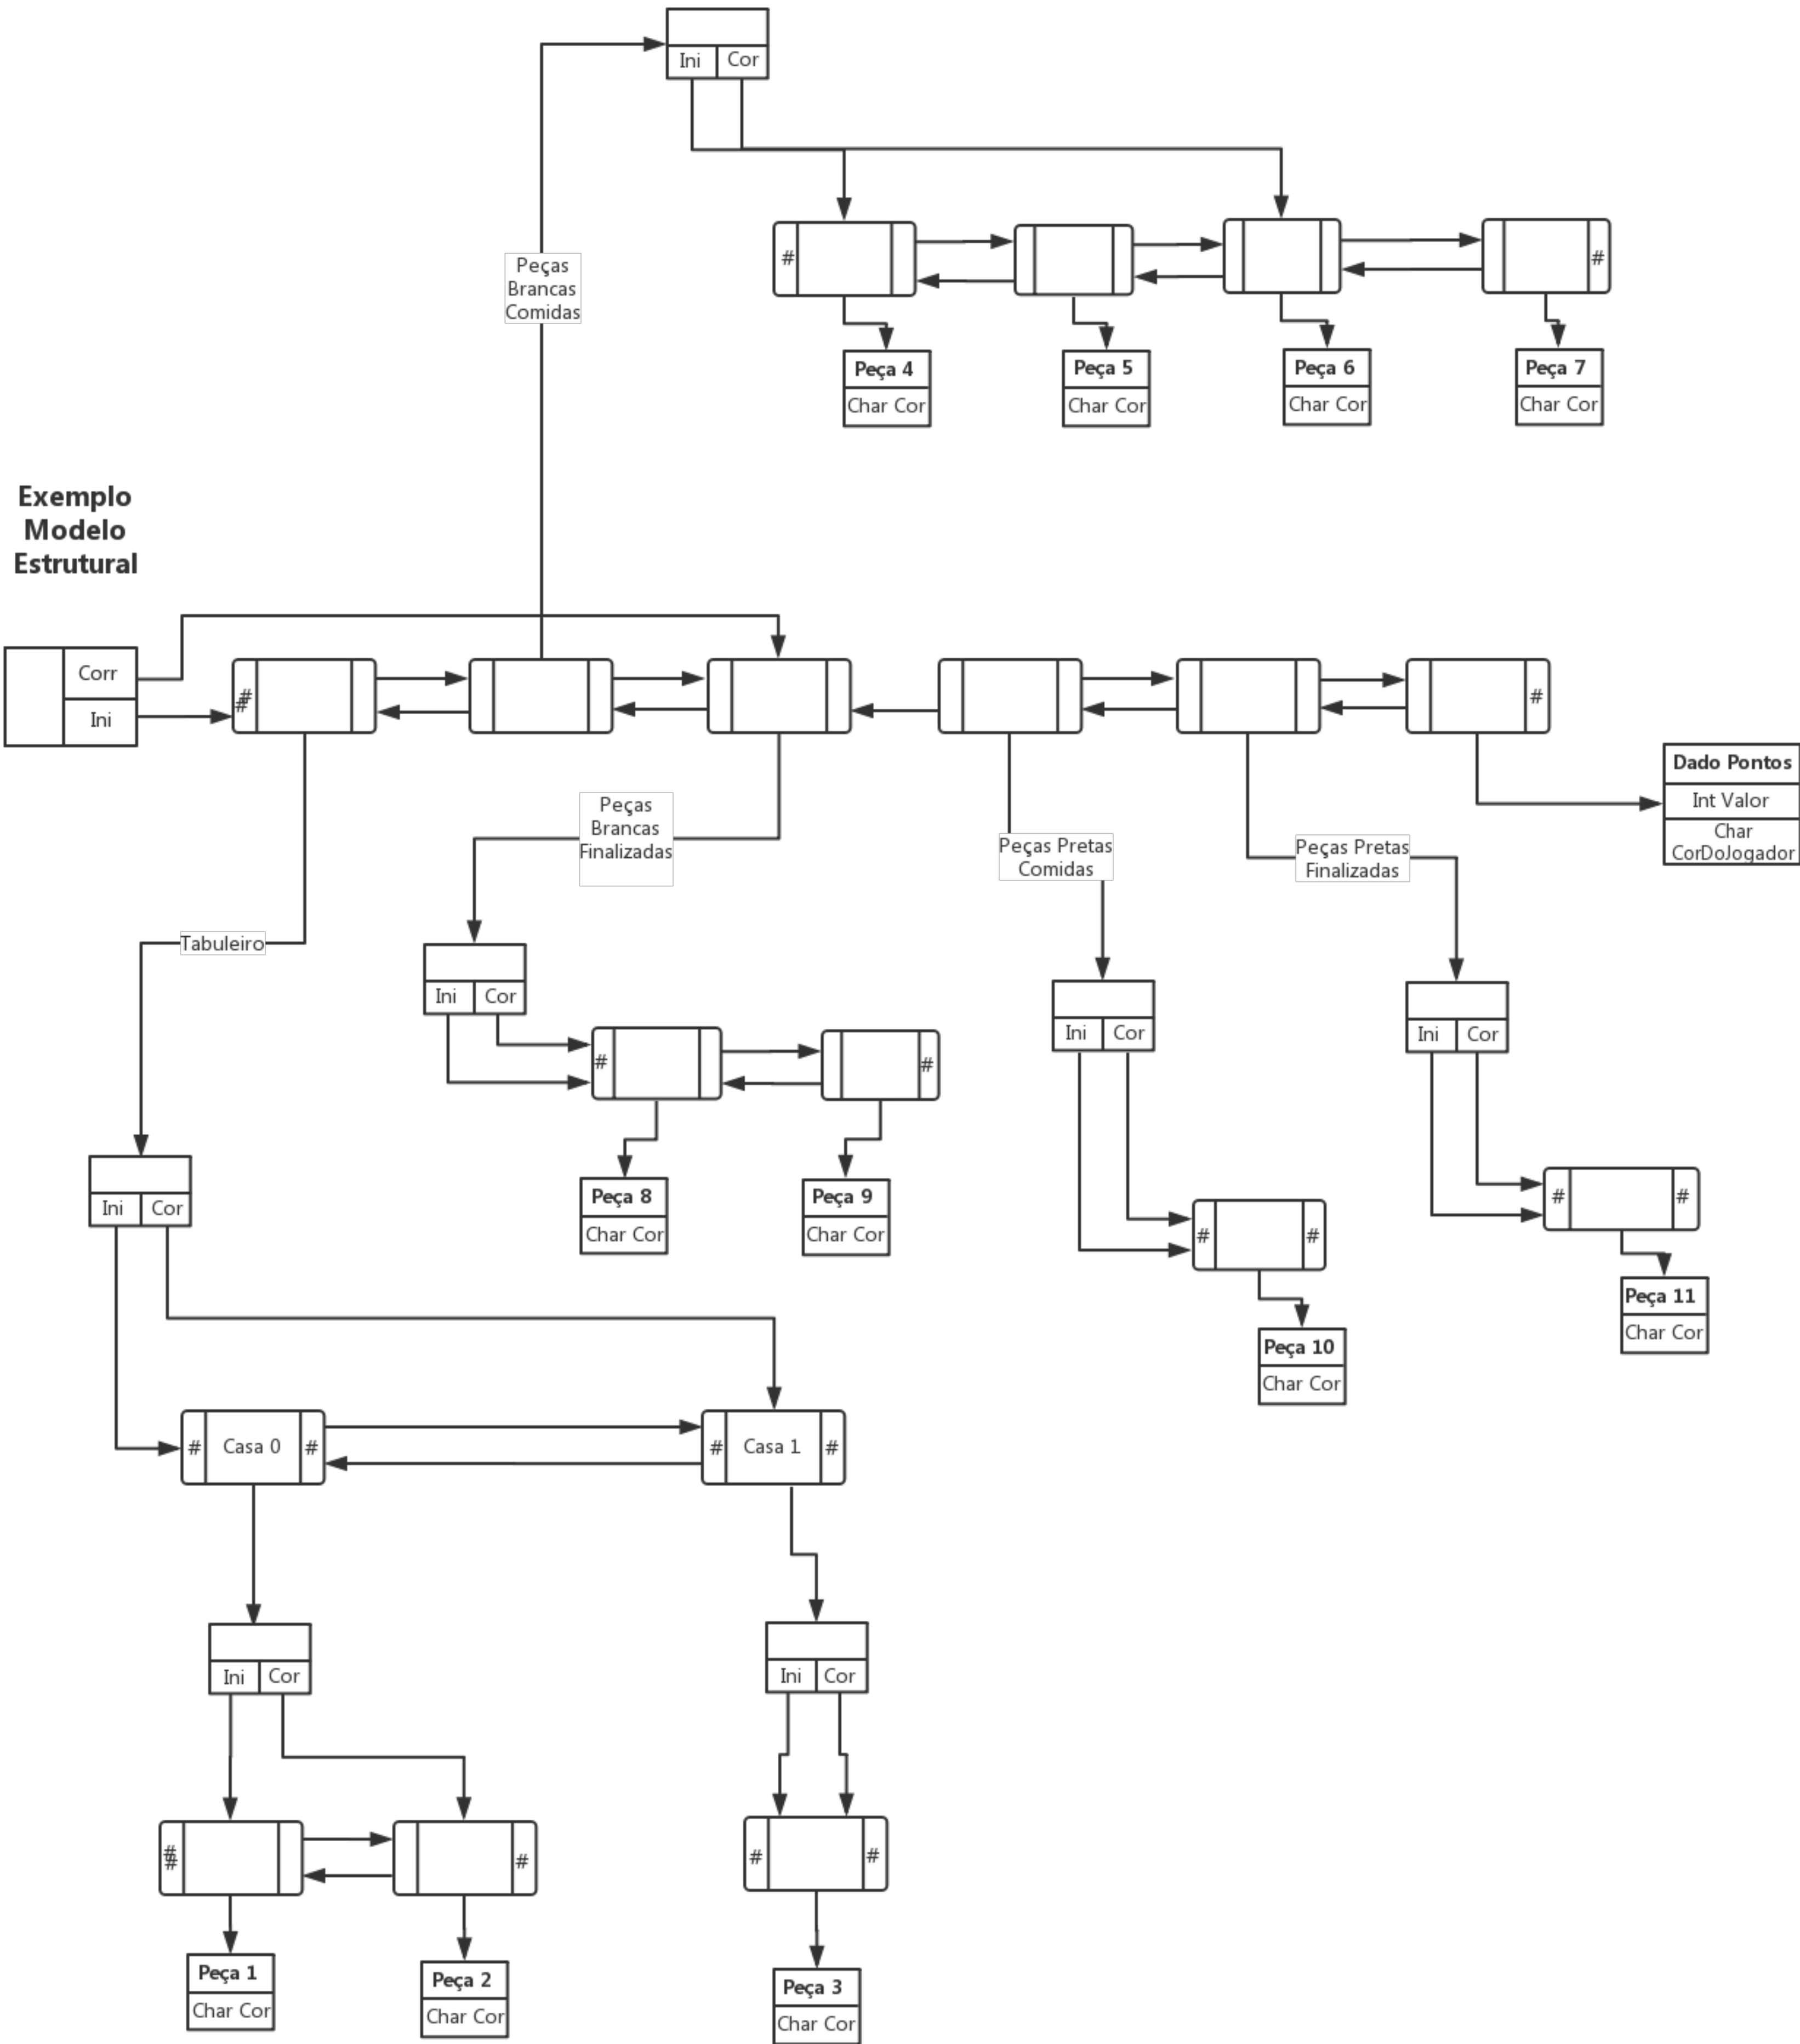 Ini Cor
Peças
Brancas
Comidas
# #
Peça 4 Peça 5 Peça 6 Peça 7
Char Cor Char Cor Char Cor Char Cor
Exemplo
Modelo
Estrutural
Corr
Ini
# # #
Dado Pontos
Int Valor
Char
CorDoJogador
Peças
Brancas
Finalizadas
Peças Pretas
Comidas
Peças Pretas
Finalizadas
Tabuleiro
Ini Cor
Ini Cor
Ini Cor
# #
Peça 8 Peça 9
Char Cor Char Cor
Ini Cor
# #
# #
Peça 11
Char Cor
Peça 10
Char Cor
# Casa 0 # # Casa 1 #
Ini Cor Ini Cor
# # # # #
Peça 1 Peça 2 Peça 3
Char Cor Char Cor Char Cor